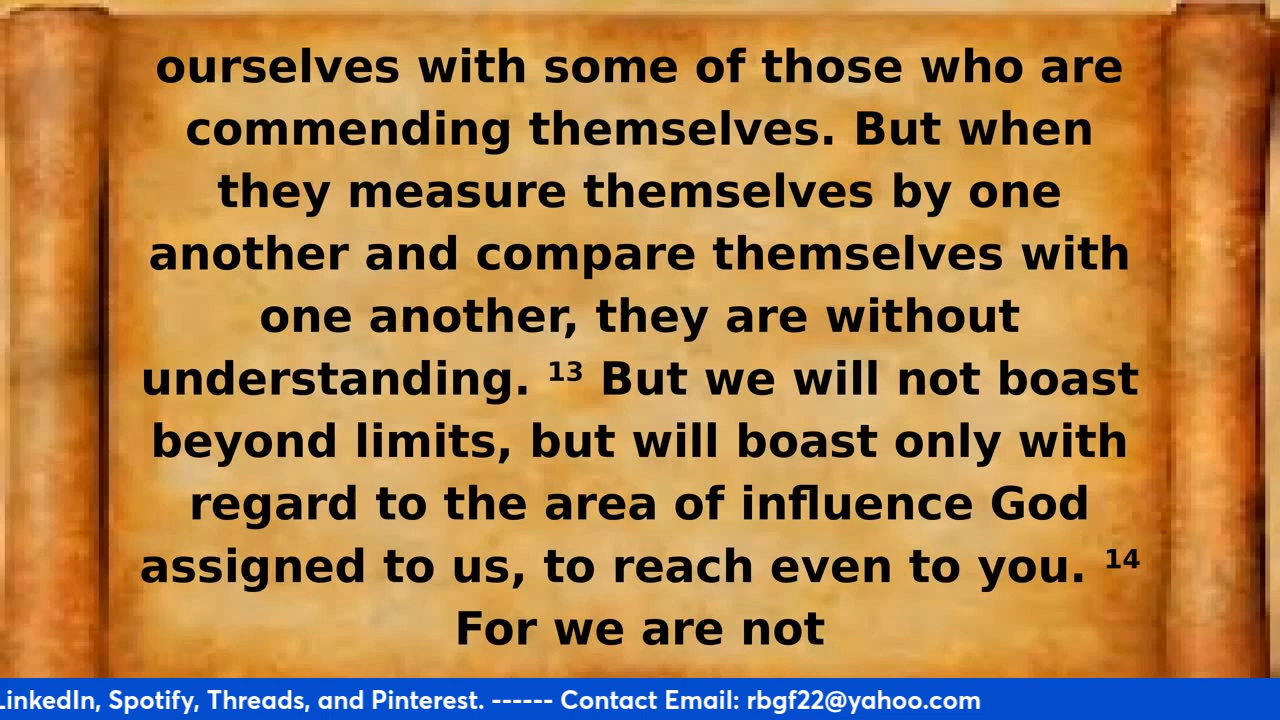 ourselves with some of those who are
commending themselves. But when
they measure themselves by one
another and compare themselves with
one another, they are without
understanding. 13 But we will not boast
beyond limits, but will boast only with
regard to the area of influence God
assigned to us, to reach even to you. 14
For we are not
LinkedIn, Spotify, Threads, and Pinterest. ------ Contact Email: rbgf22@yahoo.com